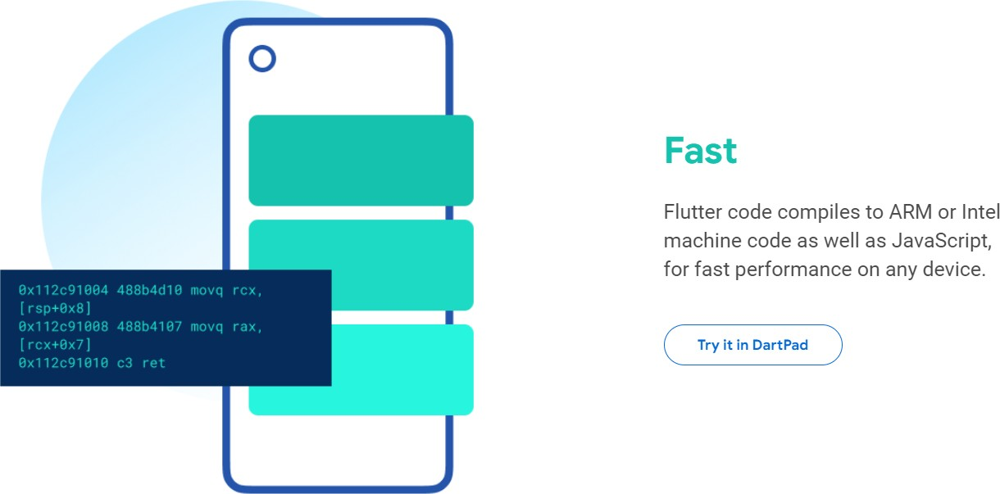 0x112c91004 488b4d10 movq rcx,
[rsp+0x8]
0x112c91008 488b4107 movq rax,
[rcx+0x7]
0x112c91010 c3 ret
Fast
Flutter code compiles to ARM or Intel
machine code as well as JavaScript,
for fast performance on any device.
Try it in DartPad